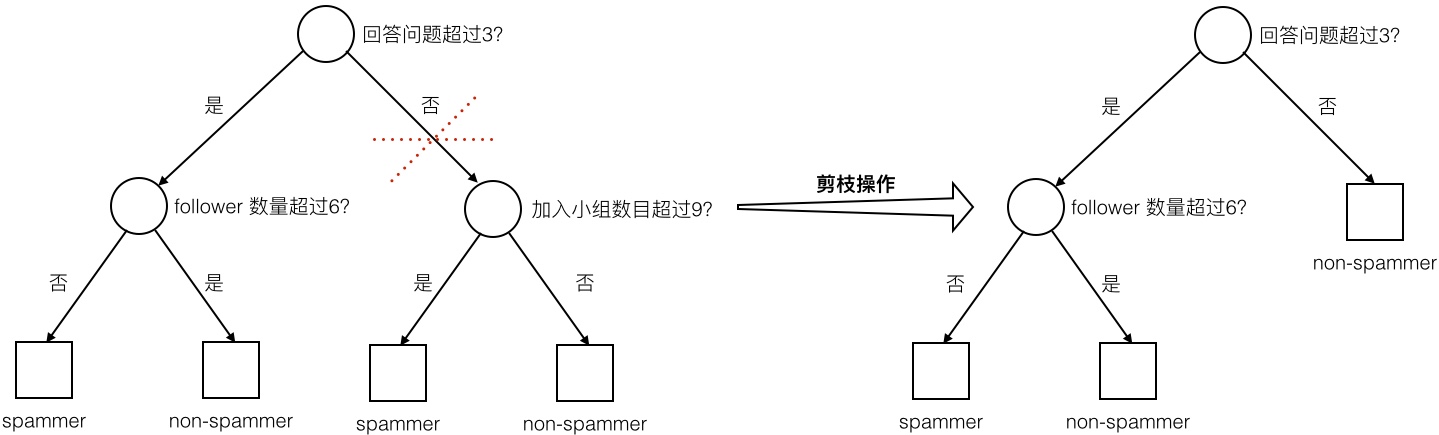 回答问题超过3?
是
否
follower 数量超过6?
加入小组数目超过9?
否
是
是
否
spammer
non-spammer
spammer
non-spammer
剪枝操作
回答问题超过3?
是
否
follower 数量超过6?
non-spammer
否
是
spammer
non-spammer